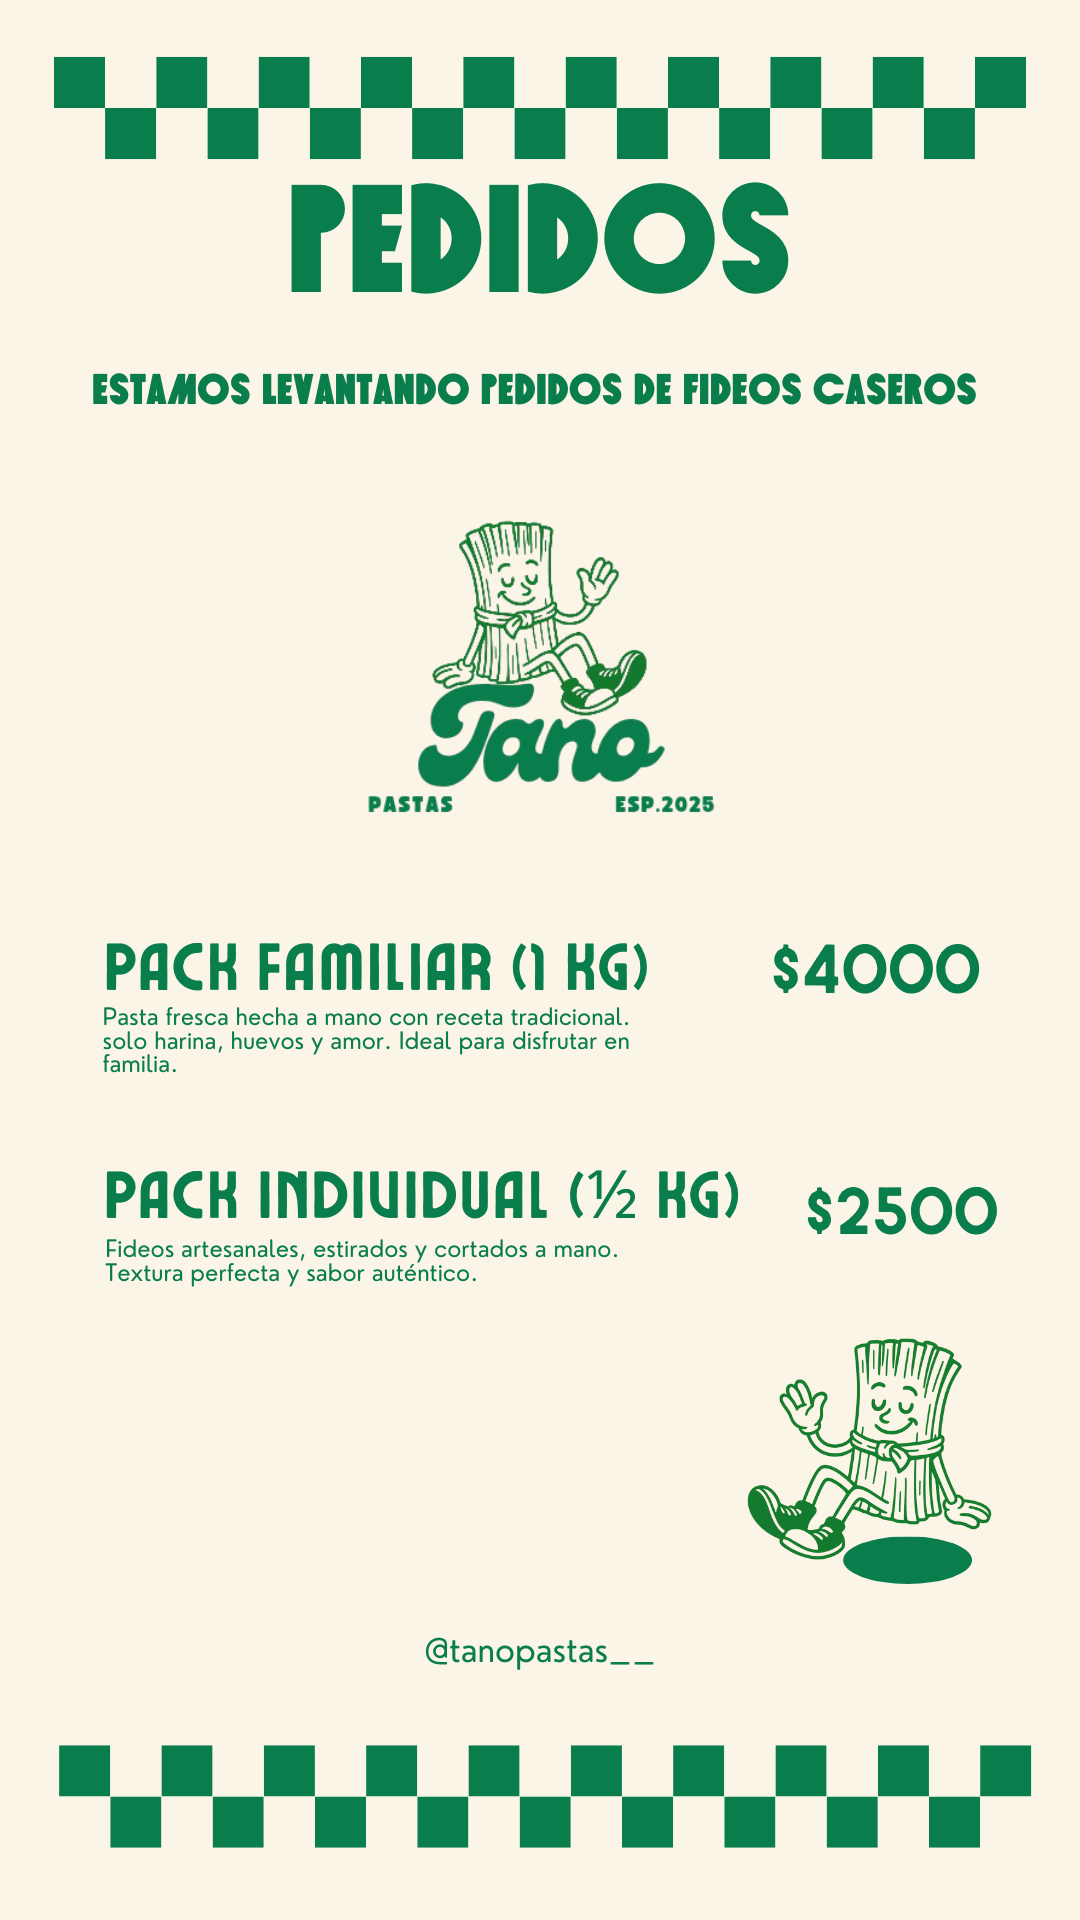 PEDIDOS
ESTAMOS LEVANTANDO PEDIDOS DE FIDEOS CASEROS
Tano
PASTAS ESP.2025
PACK FAMILIAR (1 KG) $4000
Pasta fresca hecha a mano con receta tradicional.
solo harina, huevos y amor. Ideal para disfrutar en
familia.
PACK INDIVIDUAL (½ KG) $2500
Fideos artesanales, estirados y cortados a mano.
Textura perfecta y sabor auténtico.
@tanopastas__